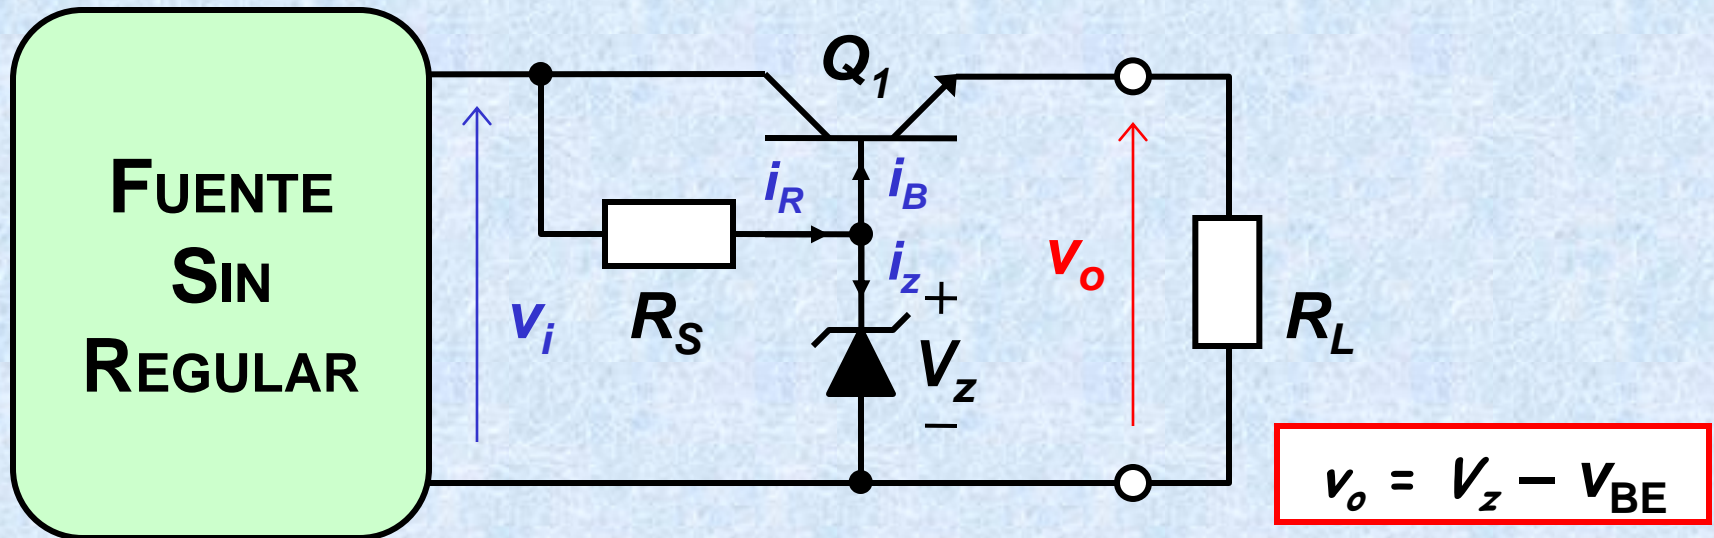 FUENTE
SIN
REGULAR
vi
RS
iR
Q1
iB
iz
+
Vz
−
vo
RL
vo = Vz − vBE